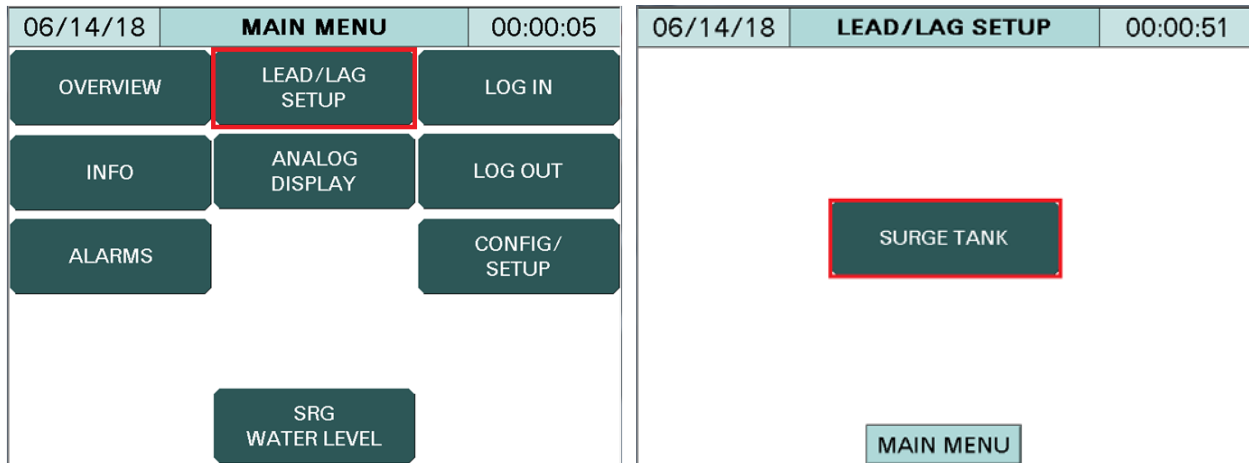 06/14/18 MAIN MENU 00:00:05
OVERVIEW
LEAD/LAG
SETUP
LOG IN
INFO
ANALOG
DISPLAY
LOG OUT
ALARMS
CONFIG/
SETUP
SRG
WATER LEVEL
06/14/18 LEAD/LAG SETUP 00:00:51
SURGE TANK
MAIN MENU